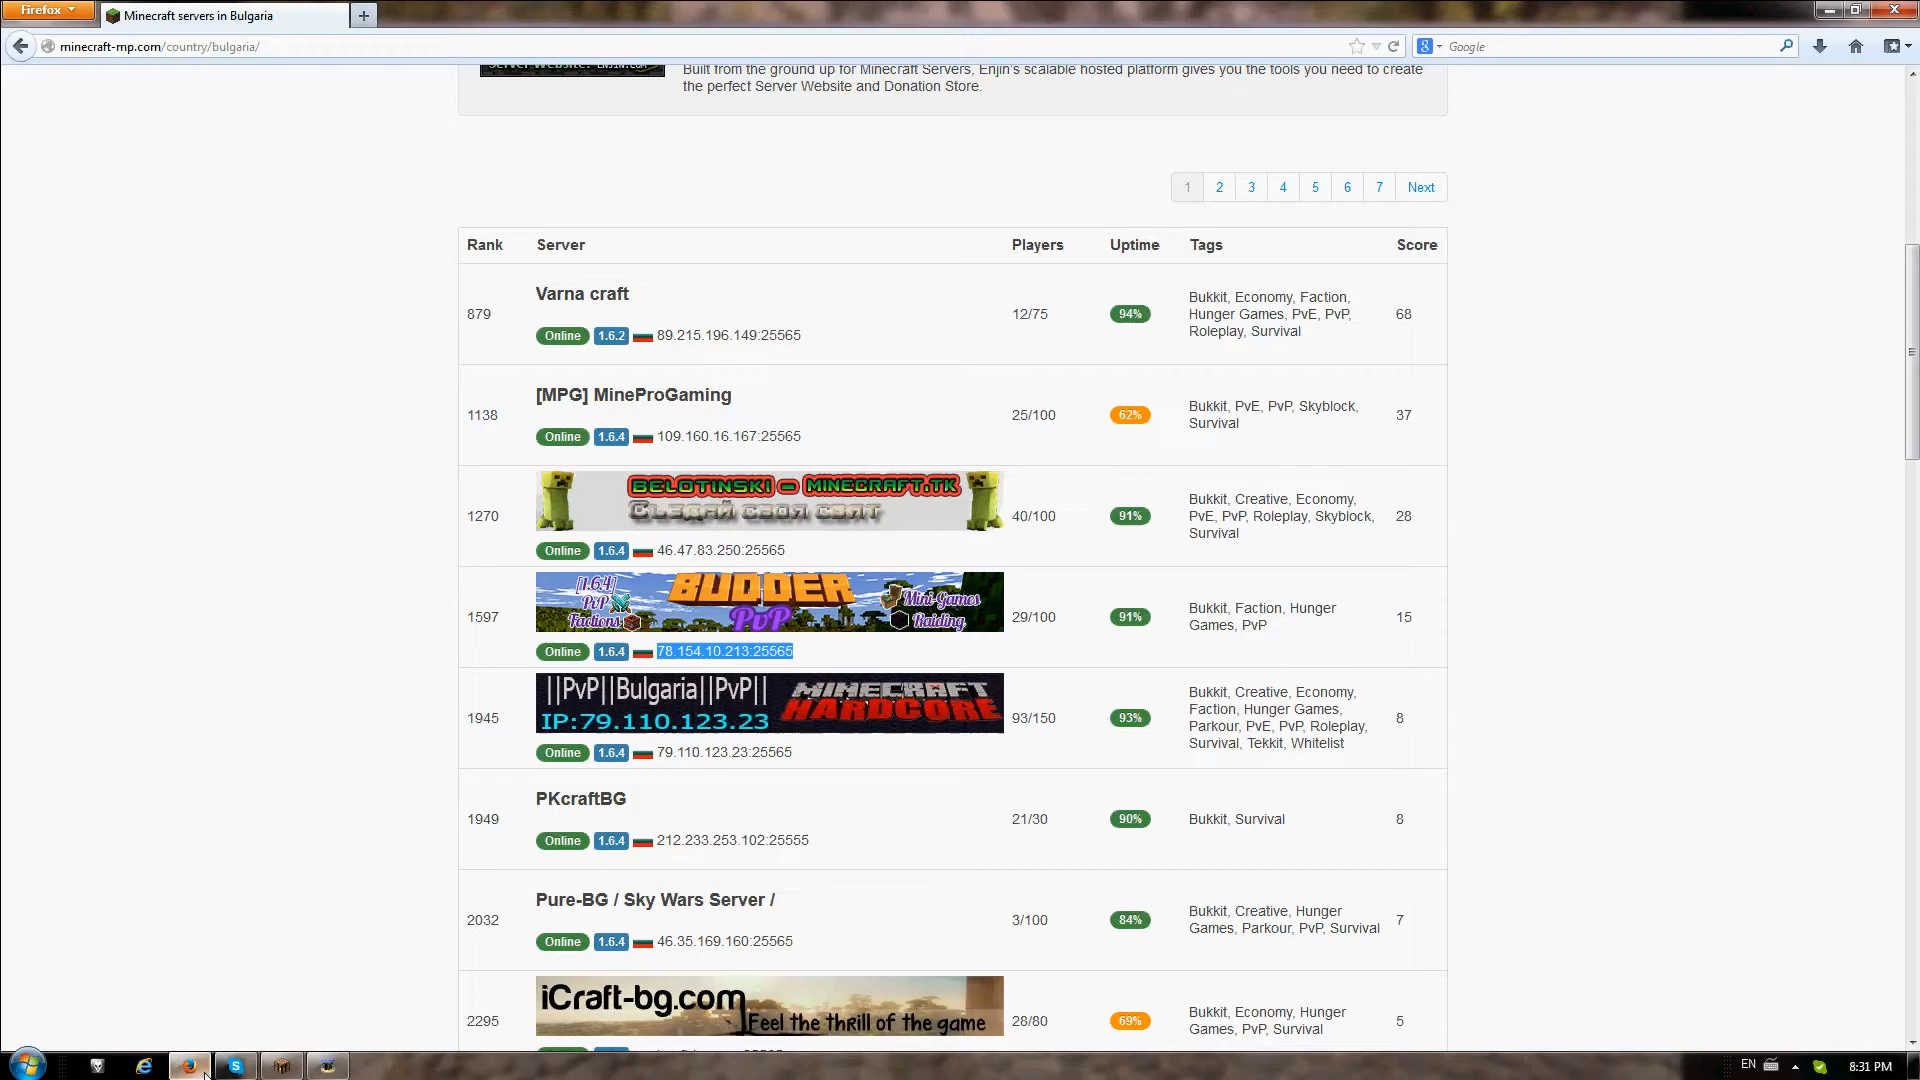 Firefox
Minecraft servers in Bulgaria
minecraft-mp.com/country/bulgaria/
Google
Built from the ground up for Minecraft Servers, Enjin's scalable hosted platform gives you the tools you need to create
the perfect Server Website and Donation Store.
1 2 3 4 5 6 7 Next
Rank Server Players Uptime Tags Score
Varna craft
879
Online 1.6.2 89.215.196.149:25565
12/75
94%
Bukkit, Economy, Faction,
Hunger Games, PvE, PvP,
Roleplay, Survival
68
[MPG] MineProGaming
1138
Online 1.6.4 109.160.16.167:25565
25/100
62%
Bukkit, PvE, PvP, Skyblock,
Survival
37
BELOTINSKI - MINECRAFT.TK
Създай своя свят
1270
Online 1.6.4 46.47.83.250:25565
40/100
91%
Bukkit, Creative, Economy,
PvE, PvP, Roleplay, Skyblock,
Survival
28
[1.6.4]
PvP
Factions
BUDDER
PvP
Mini-Games
Raiding
1597
Online 1.6.4 78.154.10.213:25565
29/100
91%
Bukkit, Faction, Hunger
Games, PvP
15
||PvP||Bulgaria||PvP||
IP:79.110.123.23
MINECRAFT
HARDCORE
1945
Online 1.6.4 79.110.123.23:25565
93/150
93%
Bukkit, Creative, Economy,
Faction, Hunger Games,
Parkour, PvE, PvP, Roleplay,
Survival, Tekkit, Whitelist
8
PKcraftBG
1949
Online 1.6.4 212.233.253.102:25555
21/30
90%
Bukkit, Survival
8
Pure-BG / Sky Wars Server /
2032
Online 1.6.4 46.35.169.160:25565
3/100
84%
Bukkit, Creative, Hunger
Games, Parkour, PvP, Survival
7
iCraft-bg.com
Feel the thrill of the game
2295
28/80
69%
Bukkit, Economy, Hunger
Games, PvP, Survival
5
EN
8:31 PM